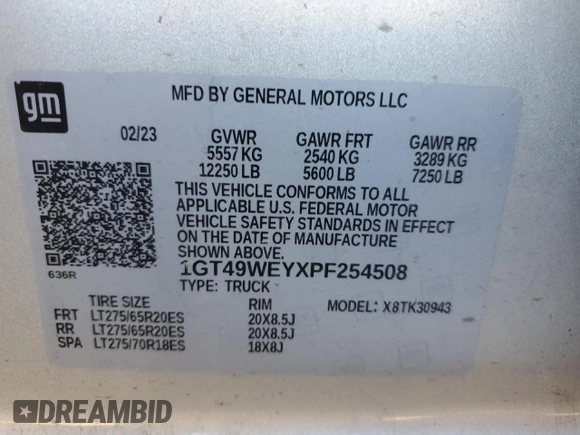 gm
MFD BY GENERAL MOTORS LLC
02/23 GVWR GAWR FRT GAWR RR
5557 KG 2540 KG 3289 KG
12250 LB 5600 LB 7250 LB
THIS VEHICLE CONFORMS TO ALL
APPLICABLE U.S. FEDERAL MOTOR
VEHICLE SAFETY STANDARDS IN EFFECT
ON THE DATE OF MANUFACTURE
SHOWN ABOVE.
636R
1GT49WEYXPF254508
TYPE: TRUCK
TIRE SIZE RIM MODEL: X8TK30943
FRT LT275/65R20ES 20X8.5J
RR LT275/65R20ES 20X8.5J
SPA LT275/70R18ES 18X8J
DREAMBID